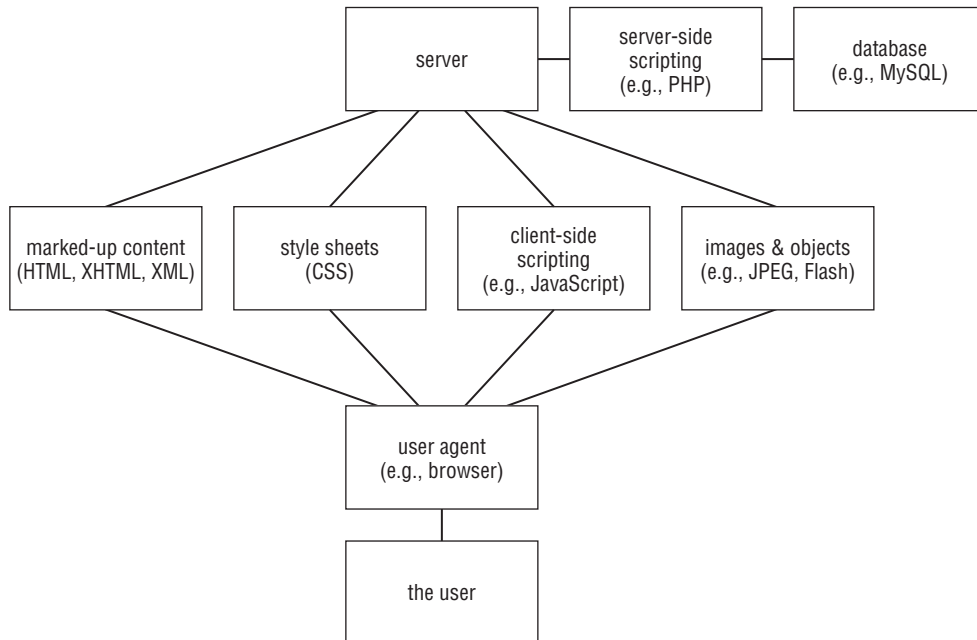 server
server-side
scripting
(e.g., PHP)
database
(e.g., MySQL)
marked-up content
(HTML, XHTML, XML)
style sheets
(CSS)
client-side
scripting
(e.g., JavaScript)
images & objects
(e.g., JPEG, Flash)
user agent
(e.g., browser)
the user